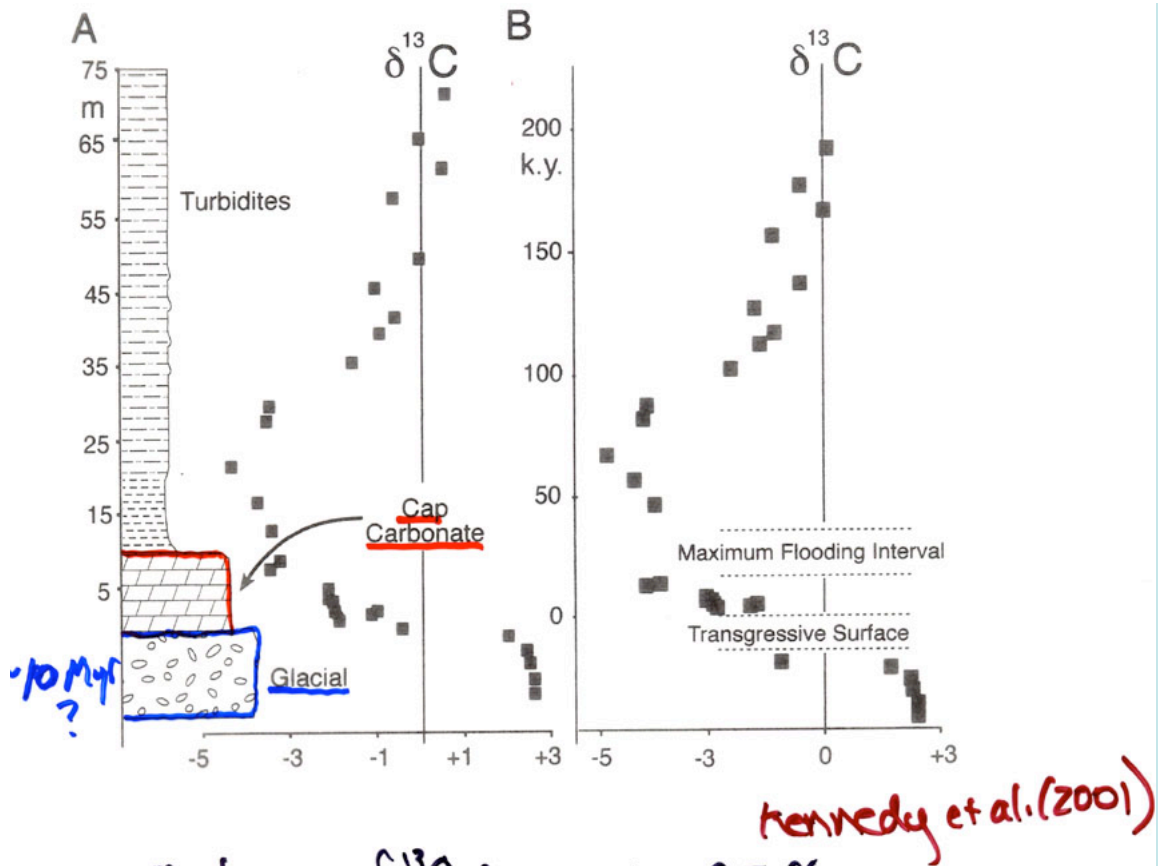 A
B
δ13C
δ13C
75
m
65
55
45
35
25
15
5
Turbidites
Cap
Carbonate
Glacial
~10 Myr
?
-5
-3
-1
+1
+3
200
k.y.
150
100
50
0
Maximum Flooding Interval
Transgressive Surface
-5
-3
0
+3
Kennedy et al. (2001)